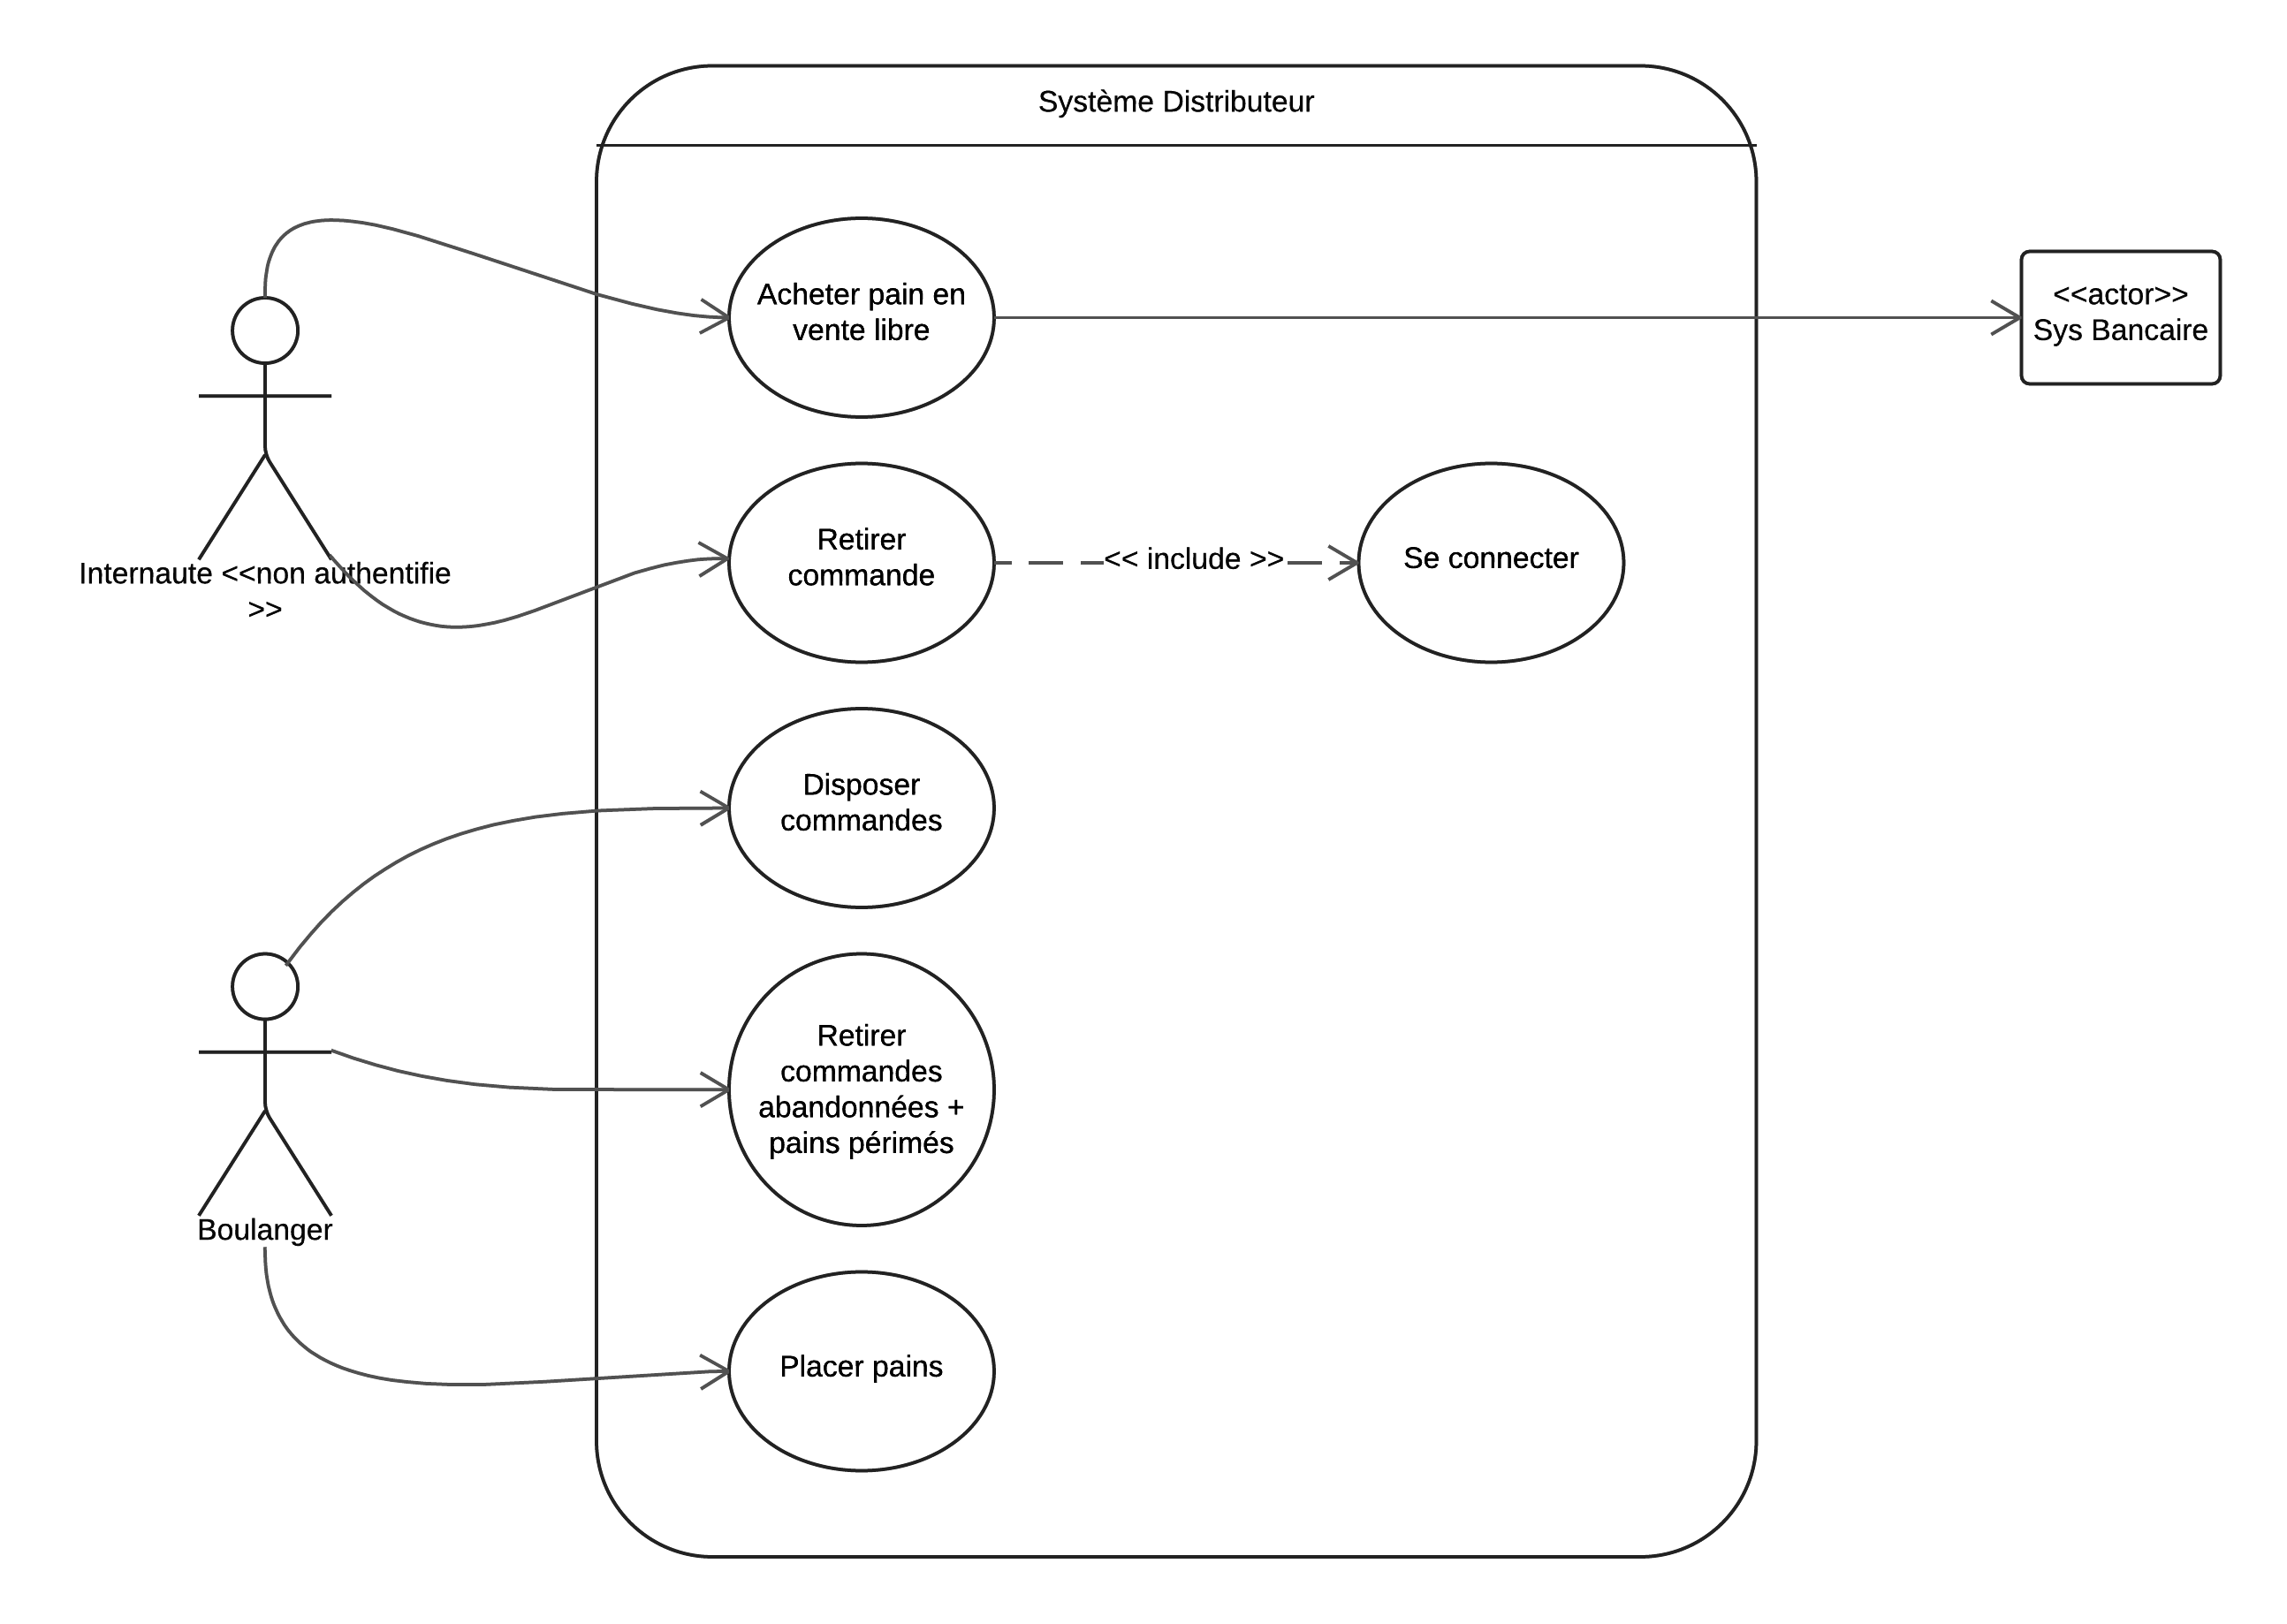 Système Distributeur
Acheter pain en
vente libre
<<actor>>
Sys Bancaire
Internaute <<non authentifie
>>
Retirer
commande
<< include >>
Se connecter
Disposer
commandes
Retirer
commandes
abandonnées +
pains périmés
Boulanger
Placer pains